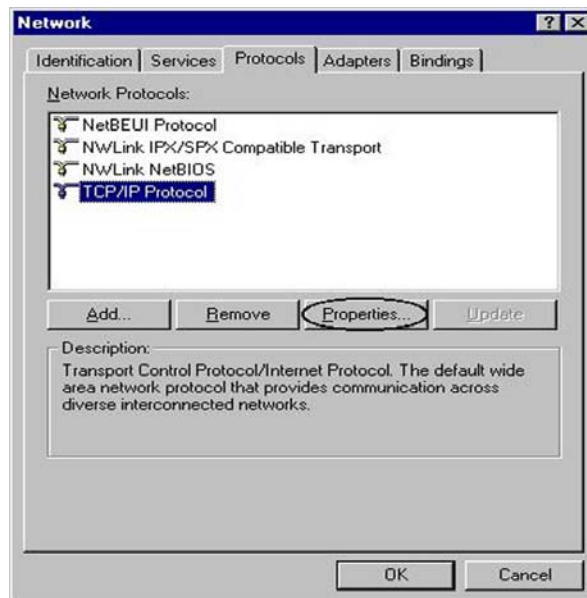 Network
Identification Services Protocols Adapters Bindings
Network Protocols:
NetBEUI Protocol
NWLink IPX/SPX Compatible Transport
NWLink NetBIOS
TCP/IP Protocol
Add... Remove Properties... Update
Description:
Transport Control Protocol/Internet Protocol. The default wide
area network protocol that provides communication across
diverse interconnected networks.
OK Cancel